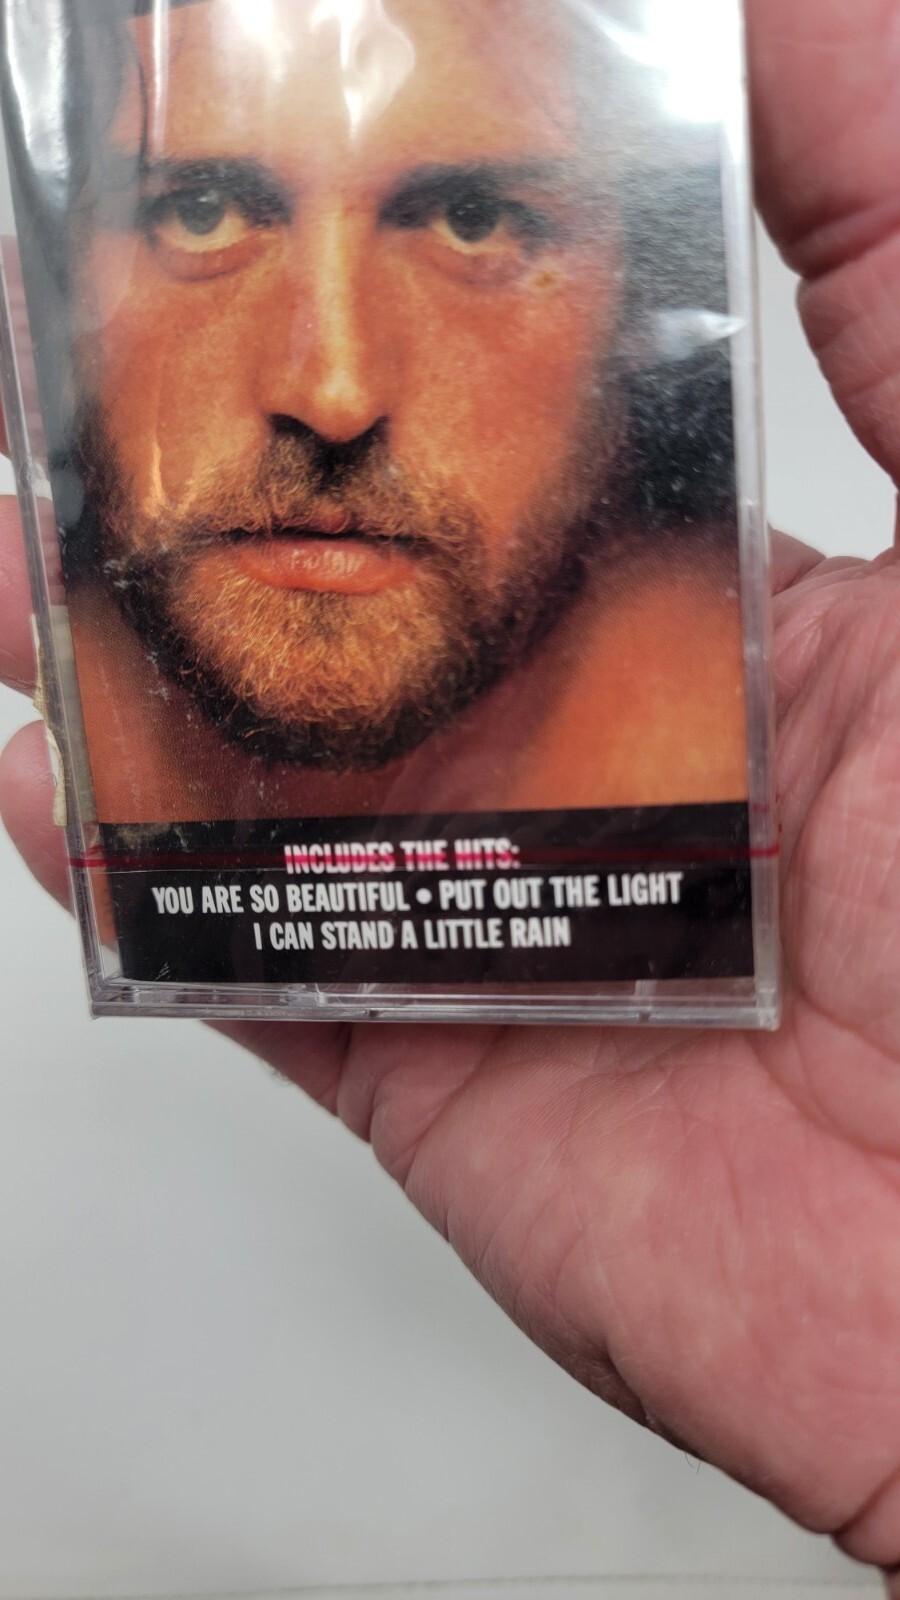 INCLUDES THE HITS:
YOU ARE SO BEAUTIFUL • PUT OUT THE LIGHT
I CAN STAND A LITTLE RAIN